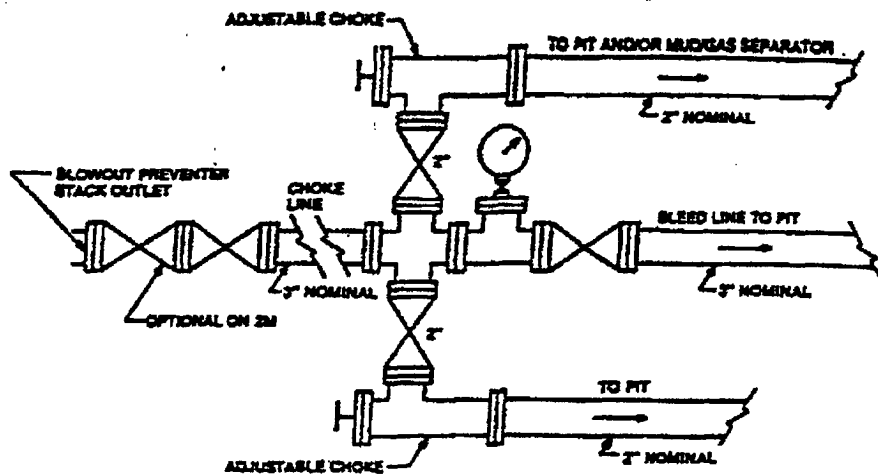 ADJUSTABLE CHOKE
TO PIT AND/OR MUD/GAS SEPARATOR
2" NOMINAL
2"
BLOWOUT PREVENTER
STACK OUTLET
CHOKE
LINE
BLEED LINE TO PIT
3" NOMINAL
3" NOMINAL
OPTIONAL ON 2M
2"
TO PIT
2" NOMINAL
ADJUSTABLE CHOKE